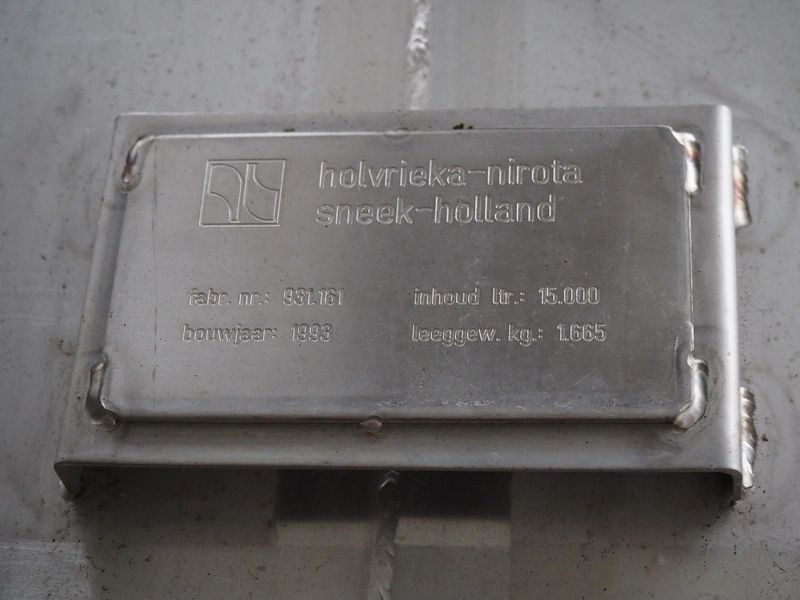 holvrieka-nirota
sneek-holland
fabr. nr.: 931.161 inhoud ltr.: 15.000
bouwjaar: 1993 leeggew. kg.: 1.665